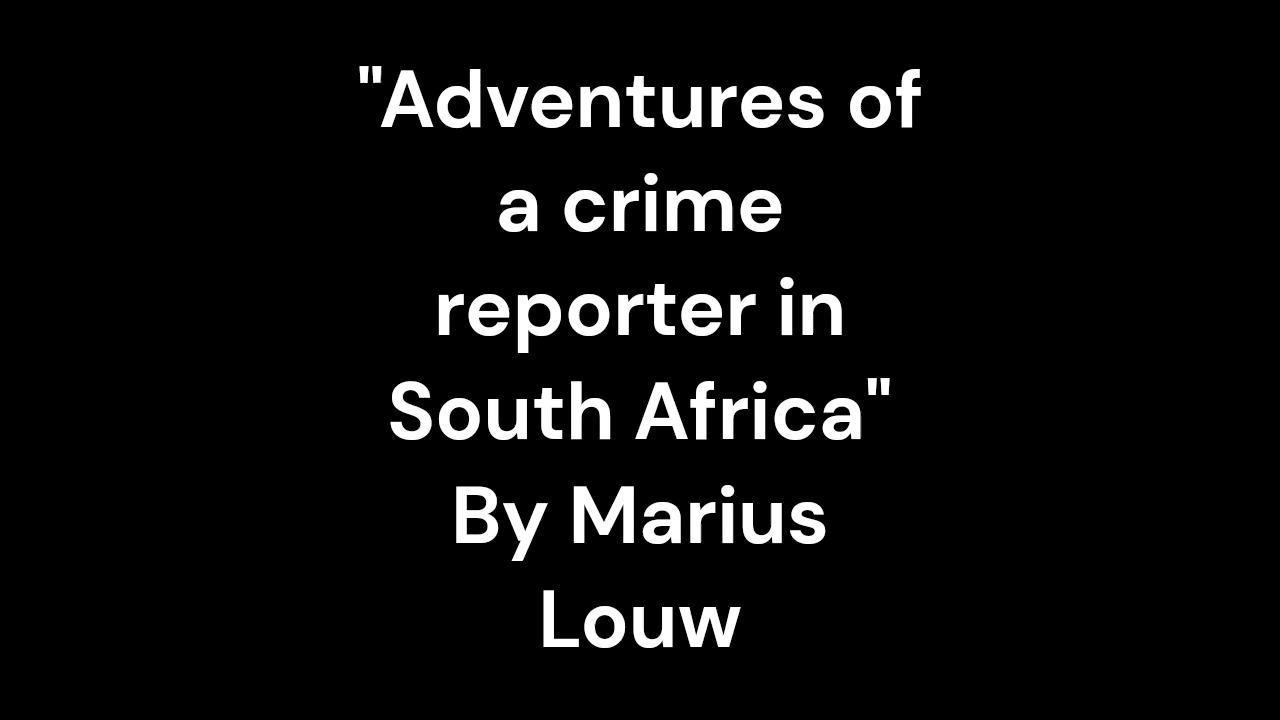 "Adventures of
a crime
reporter in
South Africa"
By Marius
Louw